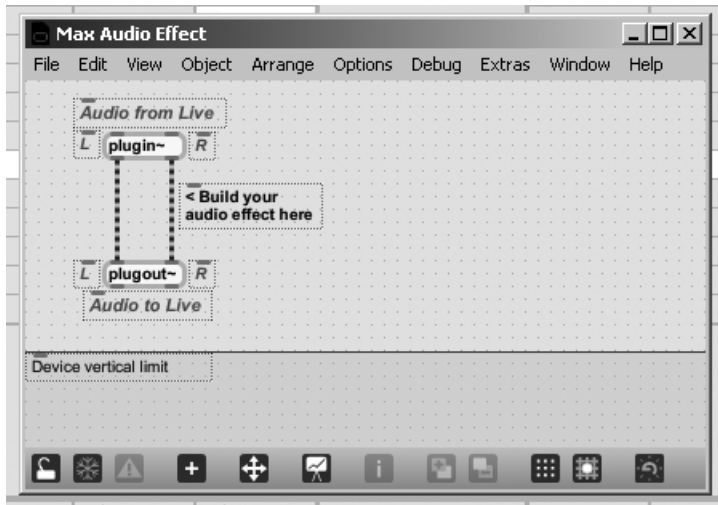 Max Audio Effect
File Edit View Object Arrange Options Debug Extras Window Help
Audio from Live
L plugin~ R
< Build your
audio effect here
L plugout~ R
Audio to Live
Device vertical limit